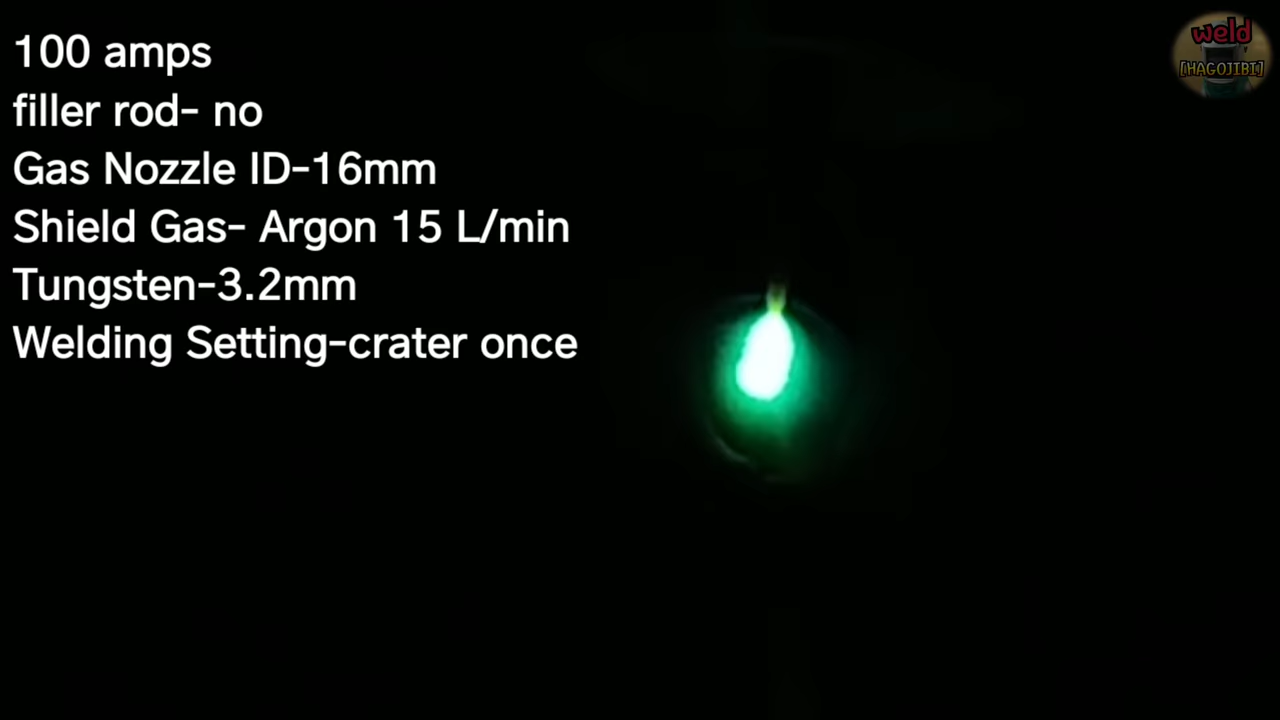 100 amps
filler rod- no
Gas Nozzle ID-16mm
Shield Gas- Argon 15 L/min
Tungsten-3.2mm
Welding Setting-crater once
weld
[HAGOJIBI]